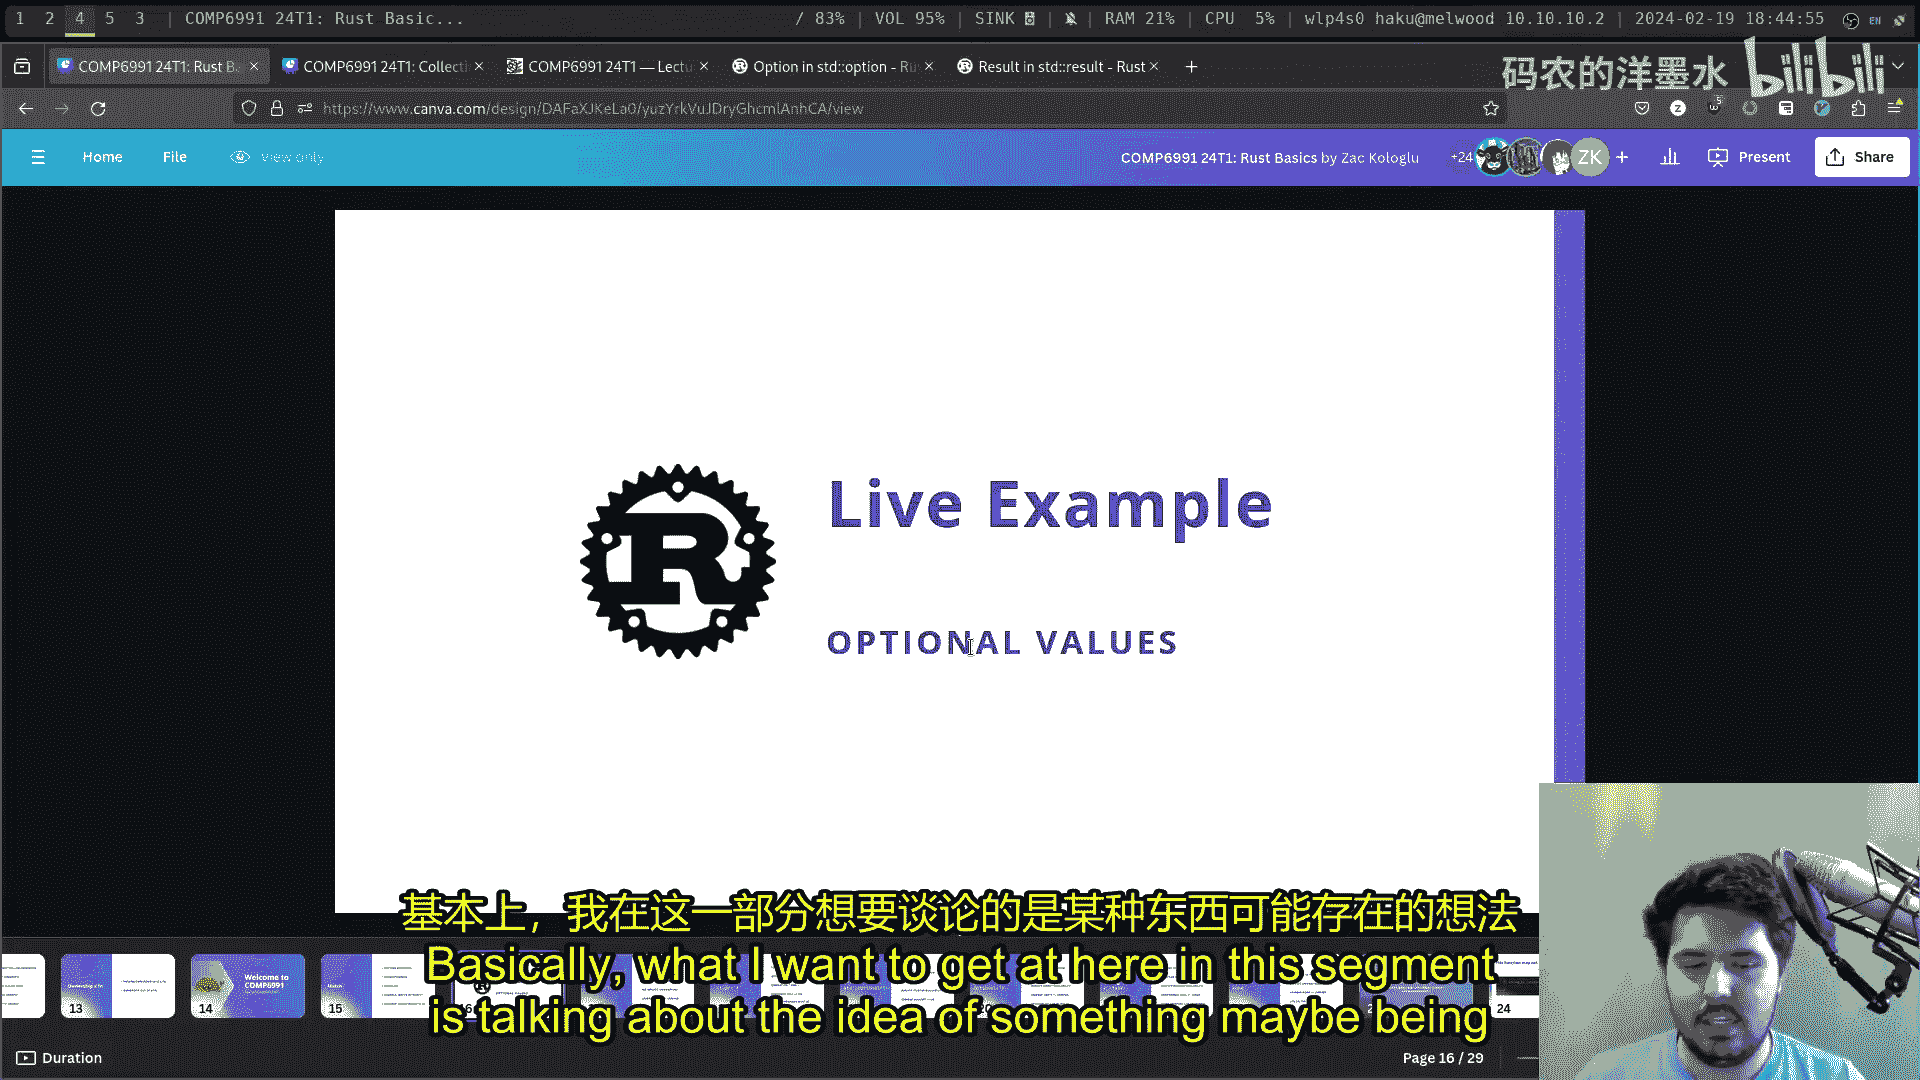 1 2 4 5 3 | COMP6991 24T1: Rust Basic... / 83% | VOL 95% | SINK | | RAM 21% | CPU 5% | wlp4s0 haku@melwood 10.10.10.2 | 2024-02-19 18:44:55 EN
COMP6991 24T1: Rust B
COMP6991 24T1: Collecti
COMP6991 24T1 — Lectu
Option in std::option - Ru
Result in std::result - Rust
码农的洋墨水 bilibili
https://www.canva.com/design/DAFaXJKeLa0/yuzYrkVuJDryGhcmlAnhCA/view
Home File View only COMP6991 24T1: Rust Basics by Zac Kologlu +24 ZK Present Share
Live Example
OPTIONAL VALUES
基本上，我在这一部分想要谈论的是某种东西可能存在的想法
Basically, what I want to get at here in this segment
is talking about the idea of something maybe being
Welcome to
COMP6991
13 14 15 24
Duration Page 16 / 29